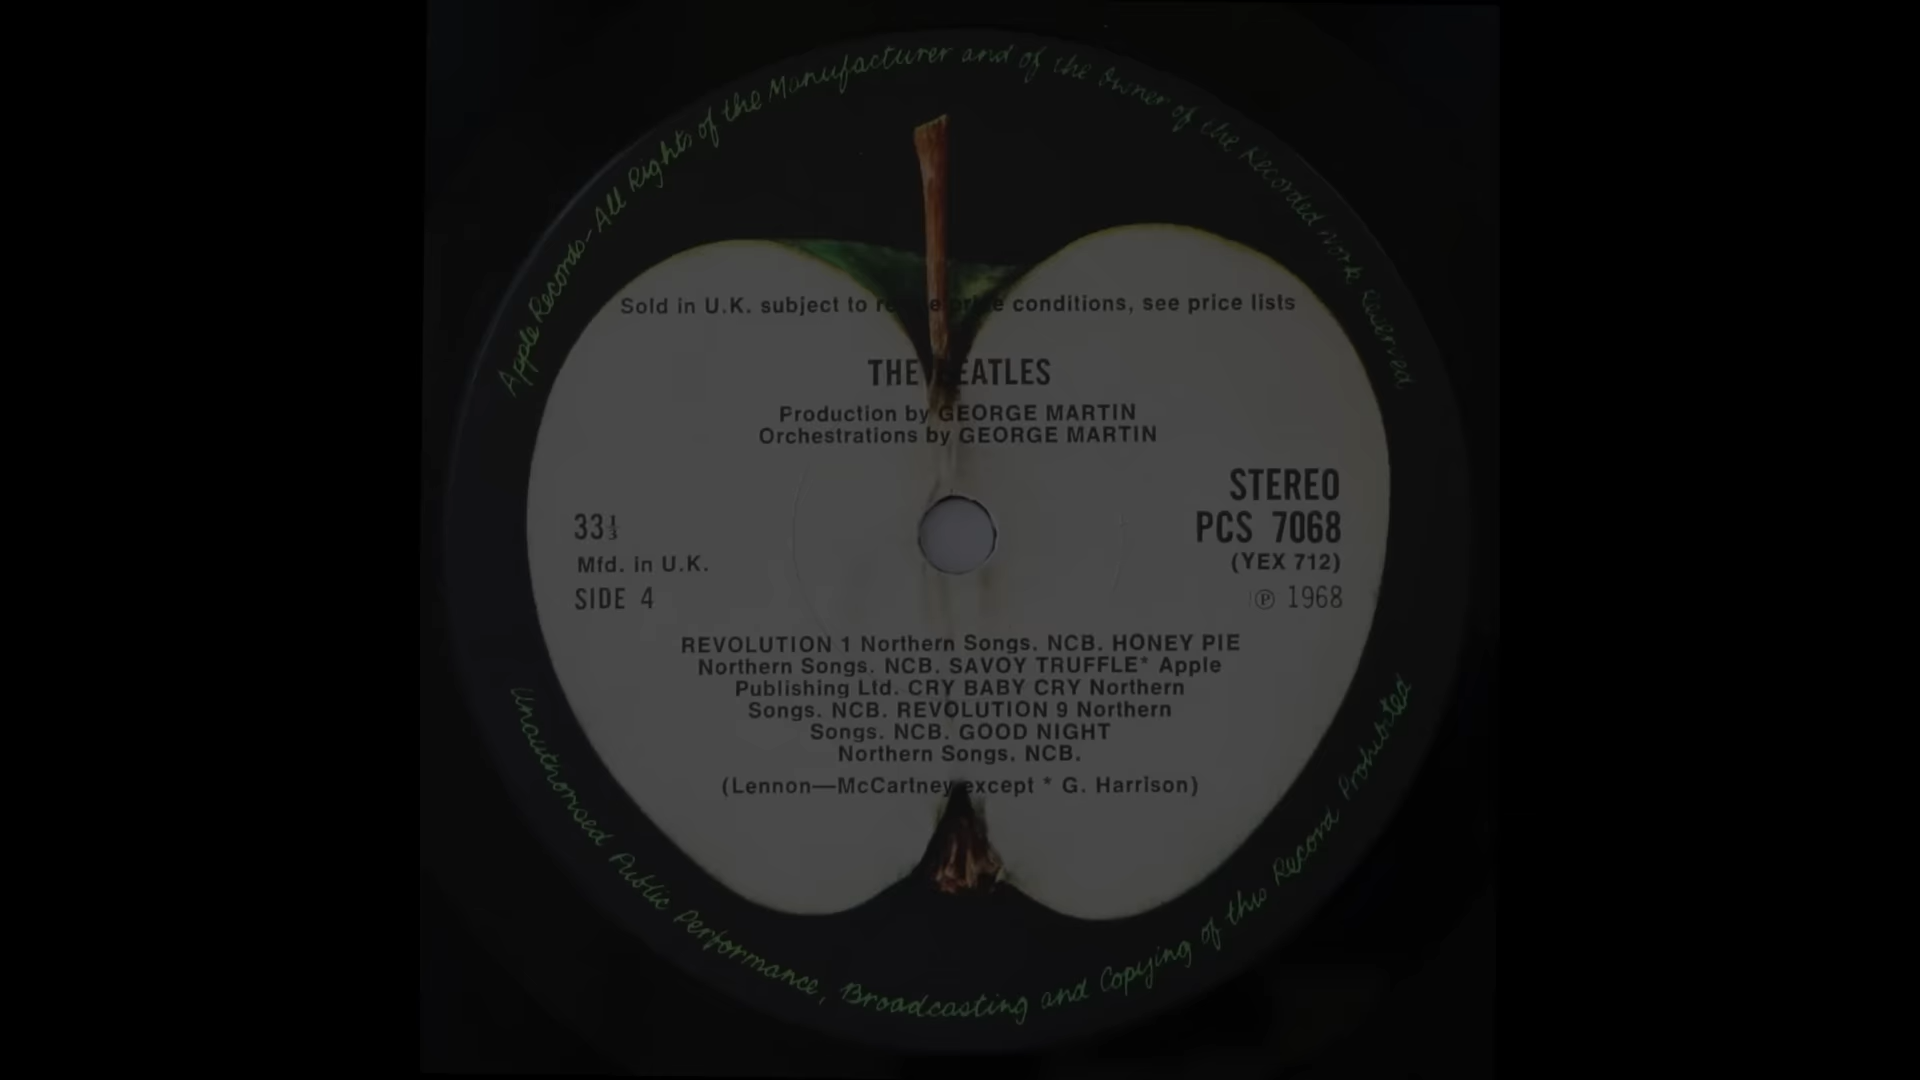 Apple Records - All Rights of the Manufacturer and of the Owner of the Recorded Work Reserved
Sold in U.K. subject to re e pri e conditions, see price lists
THE BEATLES
Production by GEORGE MARTIN
Orchestrations by GEORGE MARTIN
STEREO
33⅓
PCS 7068
Mfd. in U.K.
(YEX 712)
SIDE 4
℗ 1968
REVOLUTION 1 Northern Songs. NCB. HONEY PIE
Northern Songs. NCB. SAVOY TRUFFLE* Apple
Publishing Ltd. CRY BABY CRY Northern
Songs. NCB. REVOLUTION 9 Northern
Songs. NCB. GOOD NIGHT
Northern Songs. NCB.
(Lennon—McCartney except * G. Harrison)
Unauthorised Public Performance, Broadcasting and Copying of this Record Prohibited